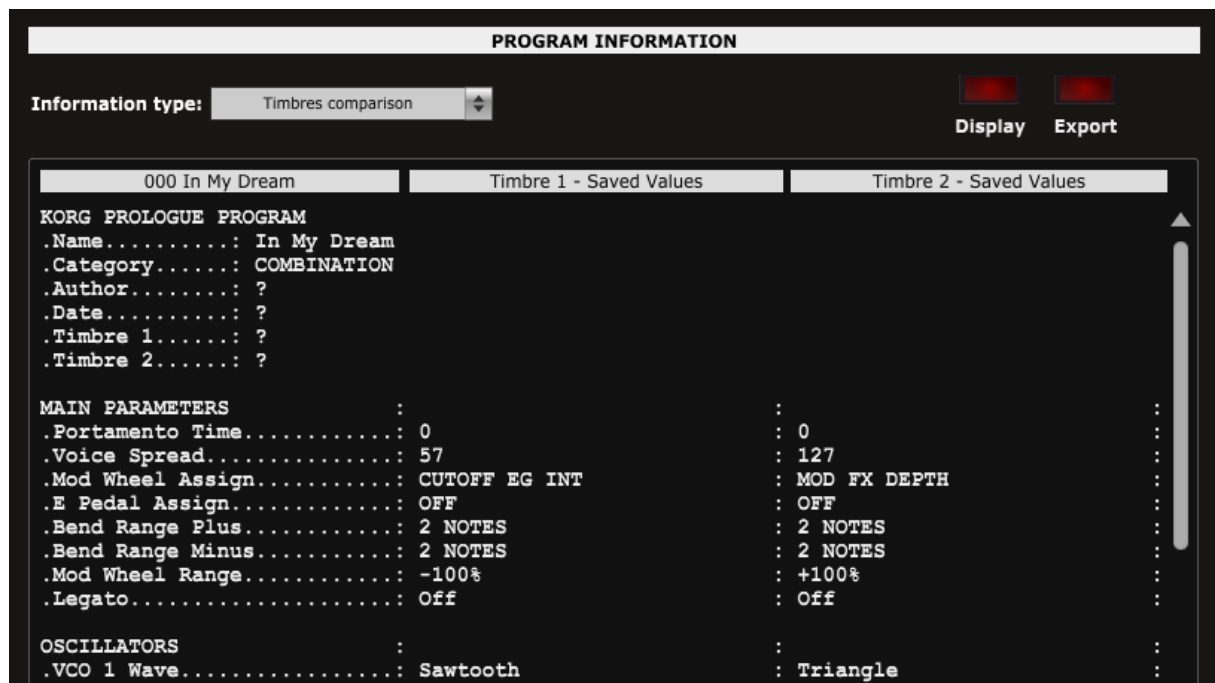 PROGRAM INFORMATION
Information type: Timbres comparison
Display Export
000 In My Dream Timbre 1 - Saved Values Timbre 2 - Saved Values
KORG PROLOGUE PROGRAM
.Name..........: In My Dream
.Category......: COMBINATION
.Author........: ?
.Date..........: ?
.Timbre 1......: ?
.Timbre 2......: ?
MAIN PARAMETERS : : :
.Portamento Time............: 0 : 0 :
.Voice Spread...............: 57 : 127 :
.Mod Wheel Assign...........: CUTOFF EG INT : MOD FX DEPTH :
.E Pedal Assign.............: OFF : OFF :
.Bend Range Plus............: 2 NOTES : 2 NOTES :
.Bend Range Minus...........: 2 NOTES : 2 NOTES :
.Mod Wheel Range............: -100% : +100% :
.Legato.....................: Off : Off :
OSCILLATORS : : :
.VCO 1 Wave.................: Sawtooth : Triangle :